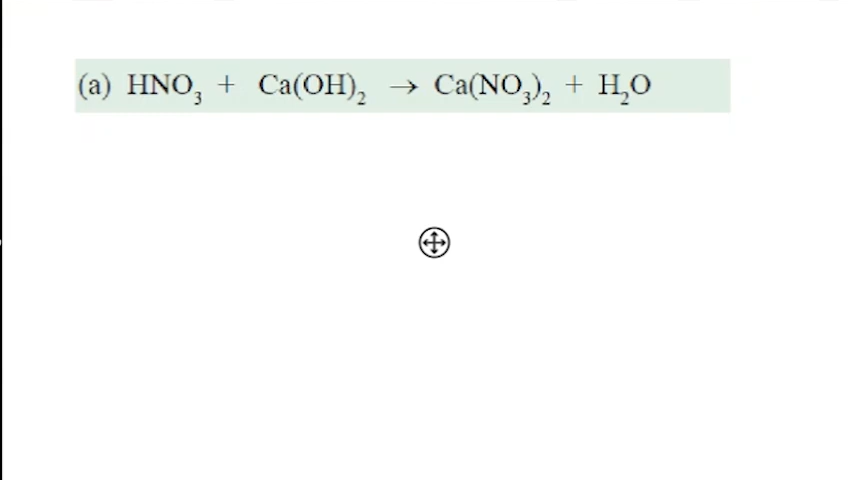 (a) HNO₃ + Ca(OH)₂ → Ca(NO₃)₂ + H₂O